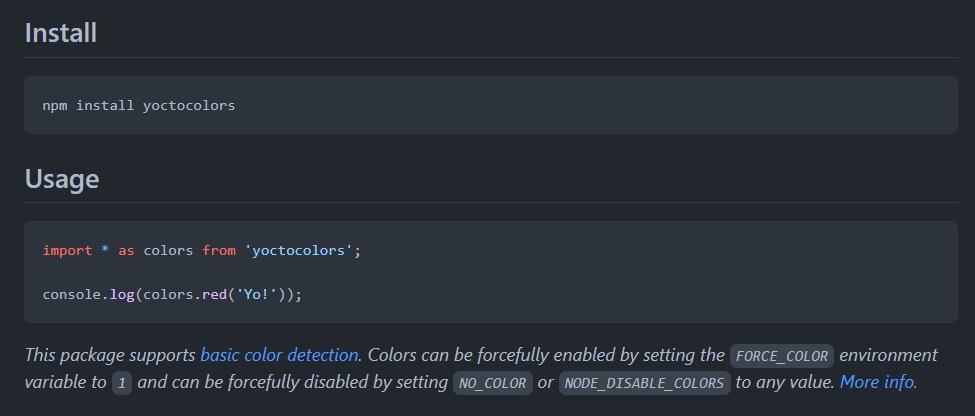 Install
npm install yoctocolors
Usage
import * as colors from 'yoctocolors';
console.log(colors.red('Yo!'));
This package supports basic color detection. Colors can be forcefully enabled by setting the FORCE_COLOR environment
variable to 1 and can be forcefully disabled by setting NO_COLOR or NODE_DISABLE_COLORS to any value. More info.